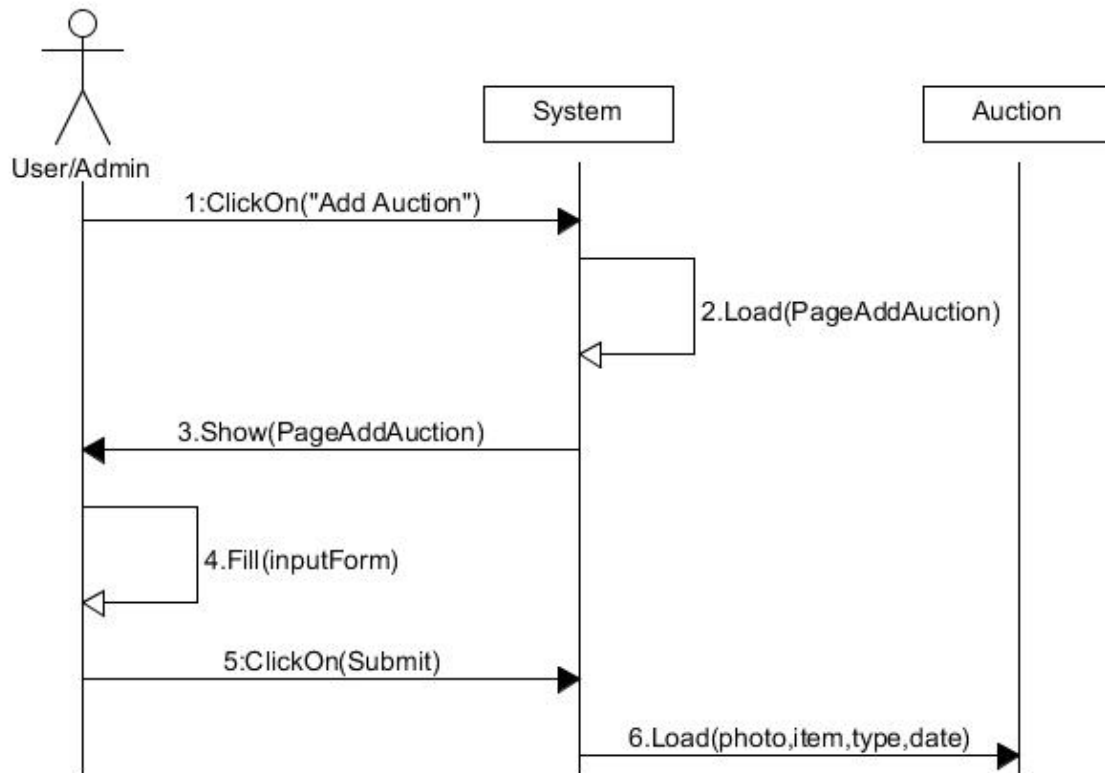 System
Auction
User/Admin
1:ClickOn("Add Auction")
2.Load(PageAddAuction)
3.Show(PageAddAuction)
4.Fill(inputForm)
5:ClickOn(Submit)
6.Load(photo,item,type,date)